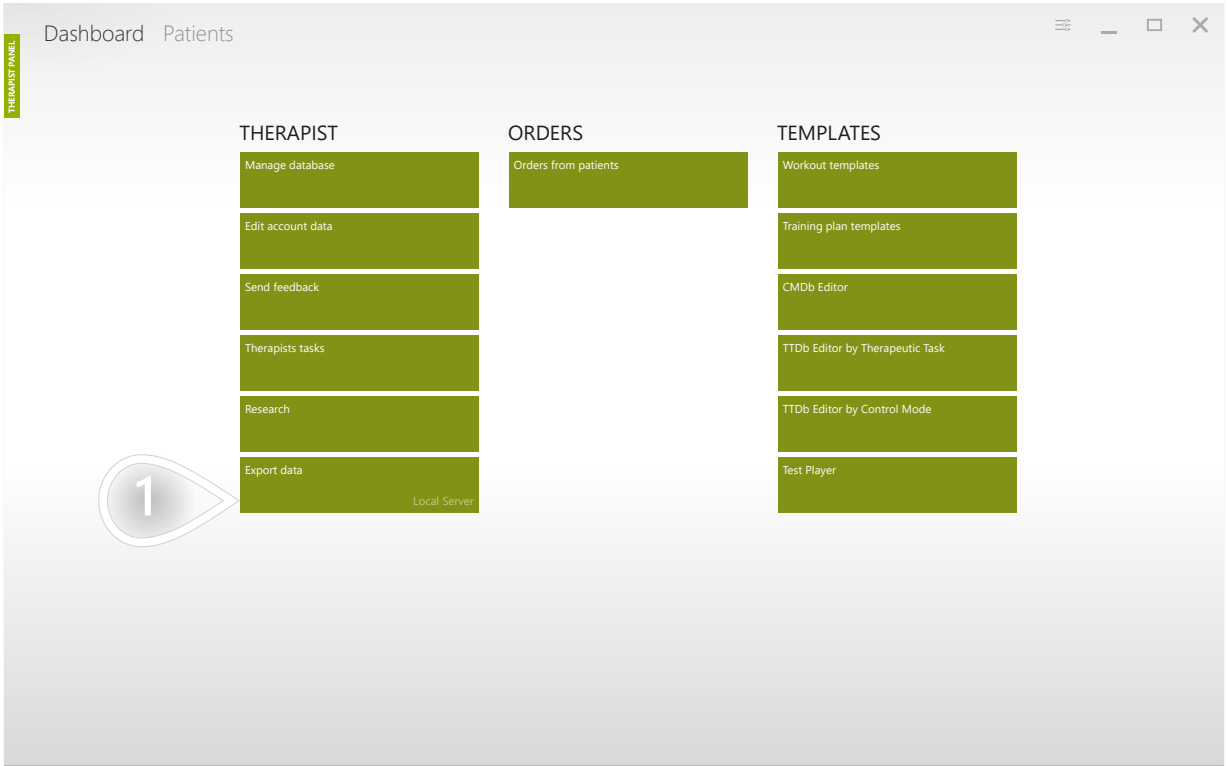 Dashboard Patients
THERAPIST PANEL
THERAPIST
Manage database
Edit account data
Send feedback
Therapists tasks
Research
Export data
Local Server
1
ORDERS
Orders from patients
TEMPLATES
Workout templates
Training plan templates
CMDb Editor
TTDb Editor by Therapeutic Task
TTDb Editor by Control Mode
Test Player